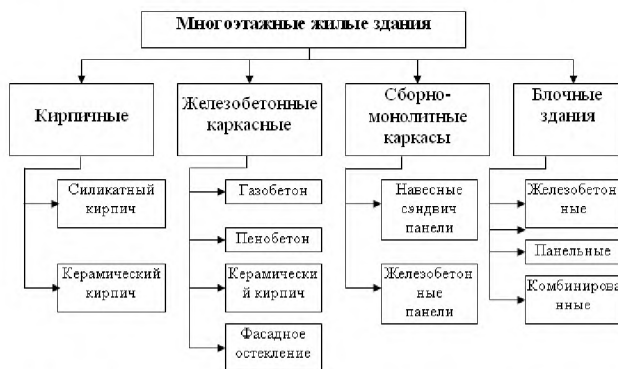 Многоэтажные жилые здания
Кирпичные
Силикатный
кирпич
Керамический
кирпич
Железобетонные
каркасные
Газобетон
Пенобетон
Керамически
й кирпич
Фасадное
остекление
Сборно-
монолитные
каркасы
Навесные
сэндвич
панели
Железобетон
ные
панели
Блочные
здания
Железобетон
ные
Панельные
Комбинирова
нные